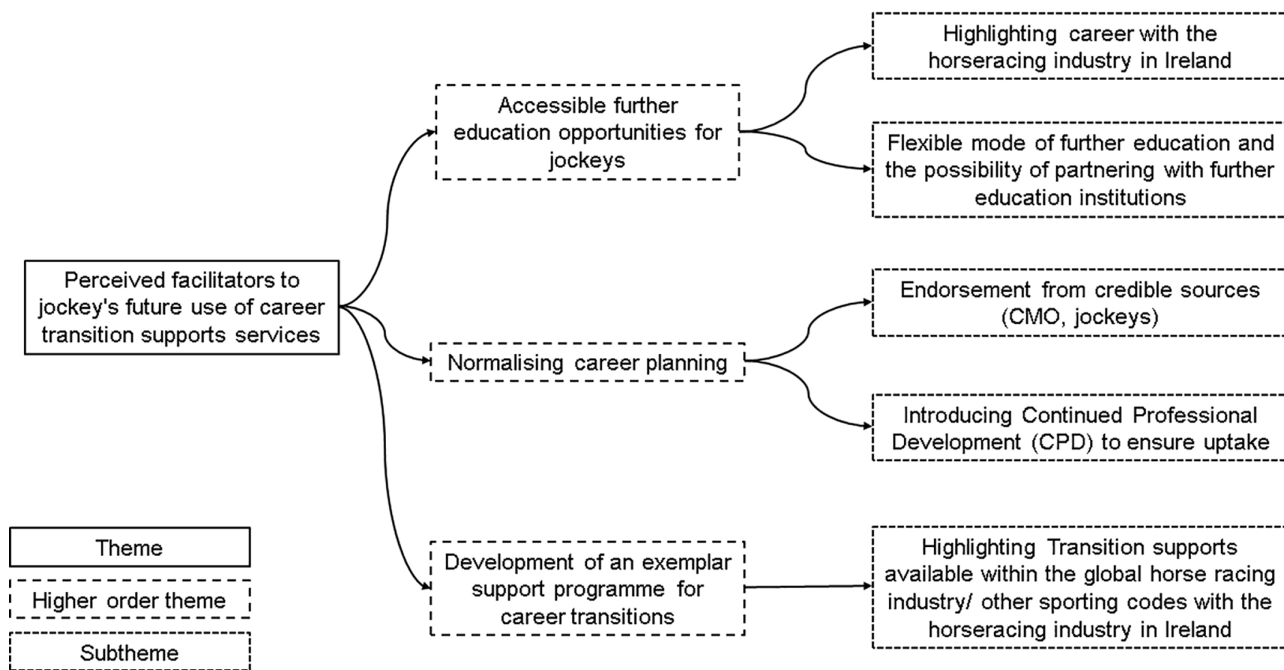 Perceived facilitators to
jockey's future use of career
transition supports services
Accessible further
education opportunities for
jockeys
Highlighting career with the
horseracing industry in Ireland
Flexible mode of further education and
the possibility of partnering with further
education institutions
Normalising career planning
Endorsement from credible sources
(CMO, jockeys)
Introducing Continued Professional
Development (CPD) to ensure uptake
Development of an exemplar
support programme for
career transitions
Highlighting Transition supports
available within the global horse racing
industry/ other sporting codes with the
horseracing industry in Ireland
Theme
Higher order theme
Subtheme